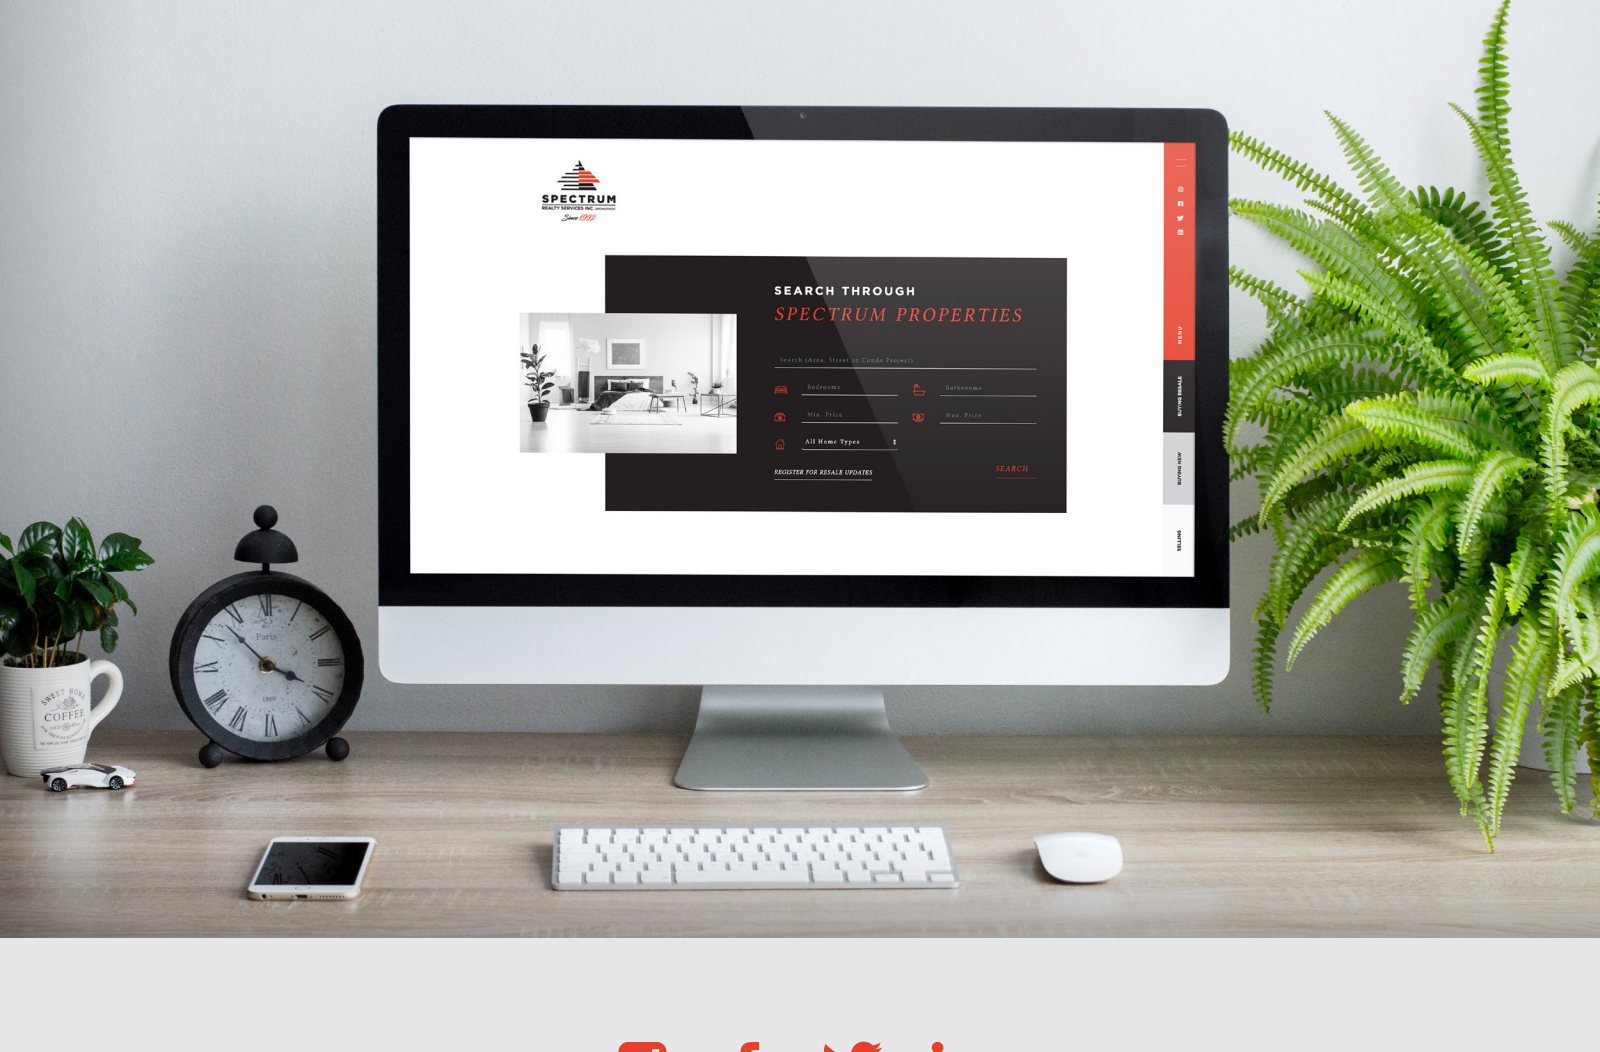 SPECTRUM
REALTY SERVICES INC.
Since 1992
SEARCH THROUGH
SPECTRUM PROPERTIES
Search (Area, Street or Condo Project)
Bedrooms
Bathrooms
Min. Price
Max. Price
All Home Types
REGISTER FOR RESALE UPDATES
SEARCH
MENU
BUYING RESALE
BUYING NEW
SELLING
Paris
1869
SWEET HOME
COFFEE